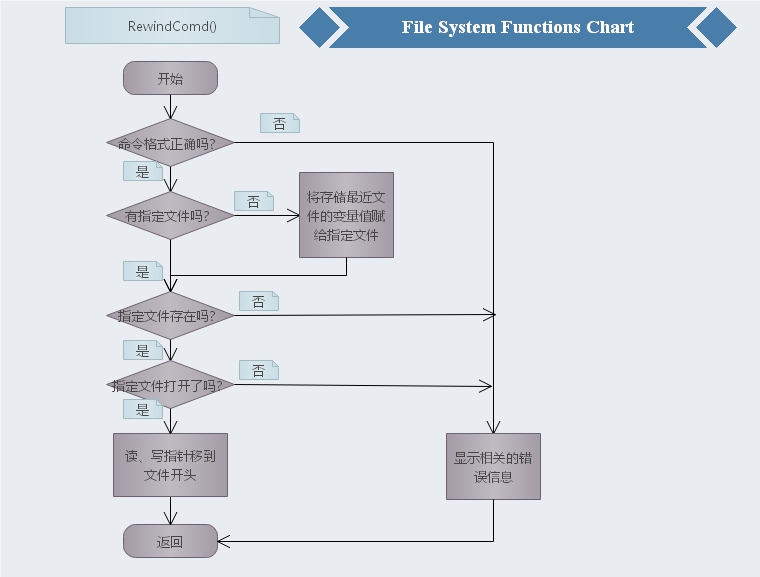 RewindComd()
File System Functions Chart
开始
否
命令格式正确吗?
是
有指定文件吗?
否
将存储最近文
件的变量值赋
给指定文件
是
否
指定文件存在吗?
是
否
指定文件打开了吗?
是
读、写指针移到
文件开头
显示相关的错
误信息
返回